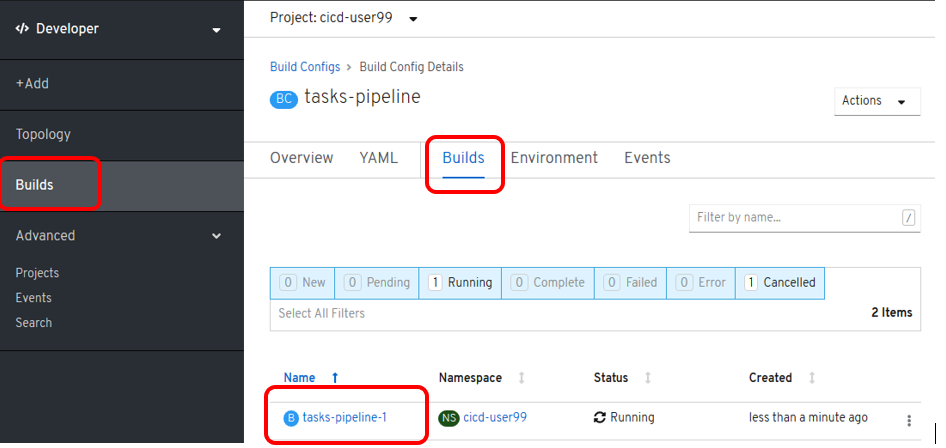 Developer
+Add
Topology
Builds
Advanced
Projects
Events
Search
Project: cicd-user99
Build Configs > Build Config Details
BC tasks-pipeline
Actions
Overview YAML Builds Environment Events
Filter by name... /
0 New 0 Pending 1 Running 0 Complete 0 Failed 0 Error 1 Cancelled
Select All Filters 2 Items
Name Namespace Status Created
B tasks-pipeline-1 NS cicd-user99 Running less than a minute ago